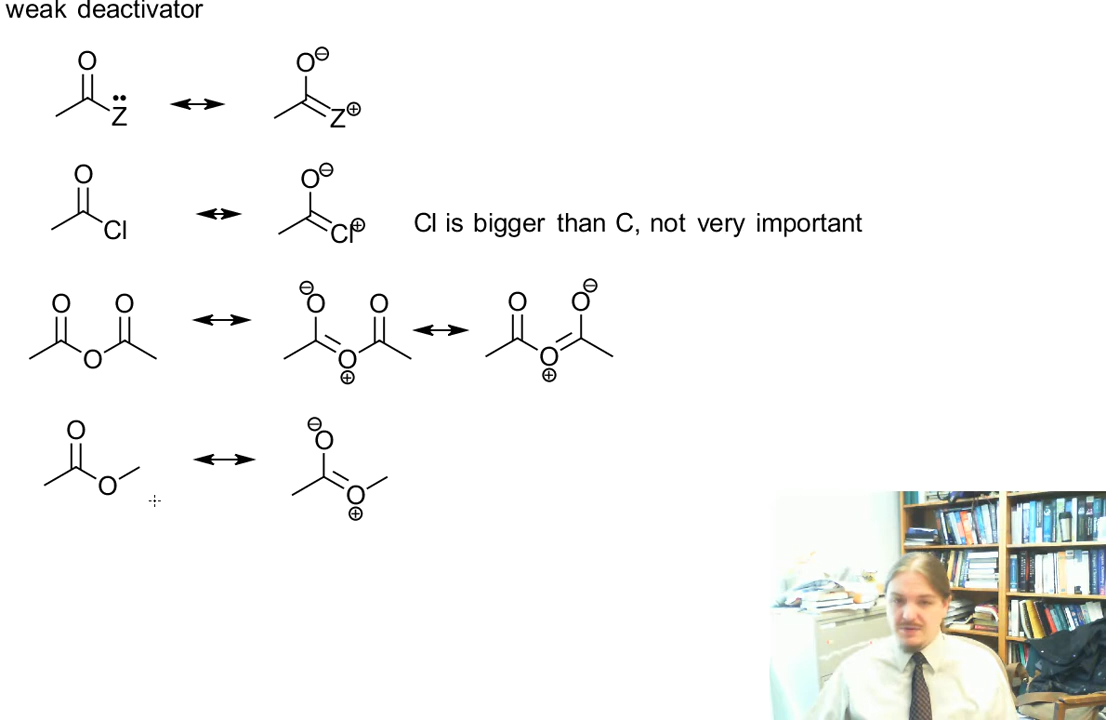 weak deactivator
O O⊖
Z̈ Z⊕
O O⊖
Cl Cl⊕ Cl is bigger than C, not very important
O O ⊖O O O O⊖
O O⊕ O⊕
O ⊖O
O O⊕